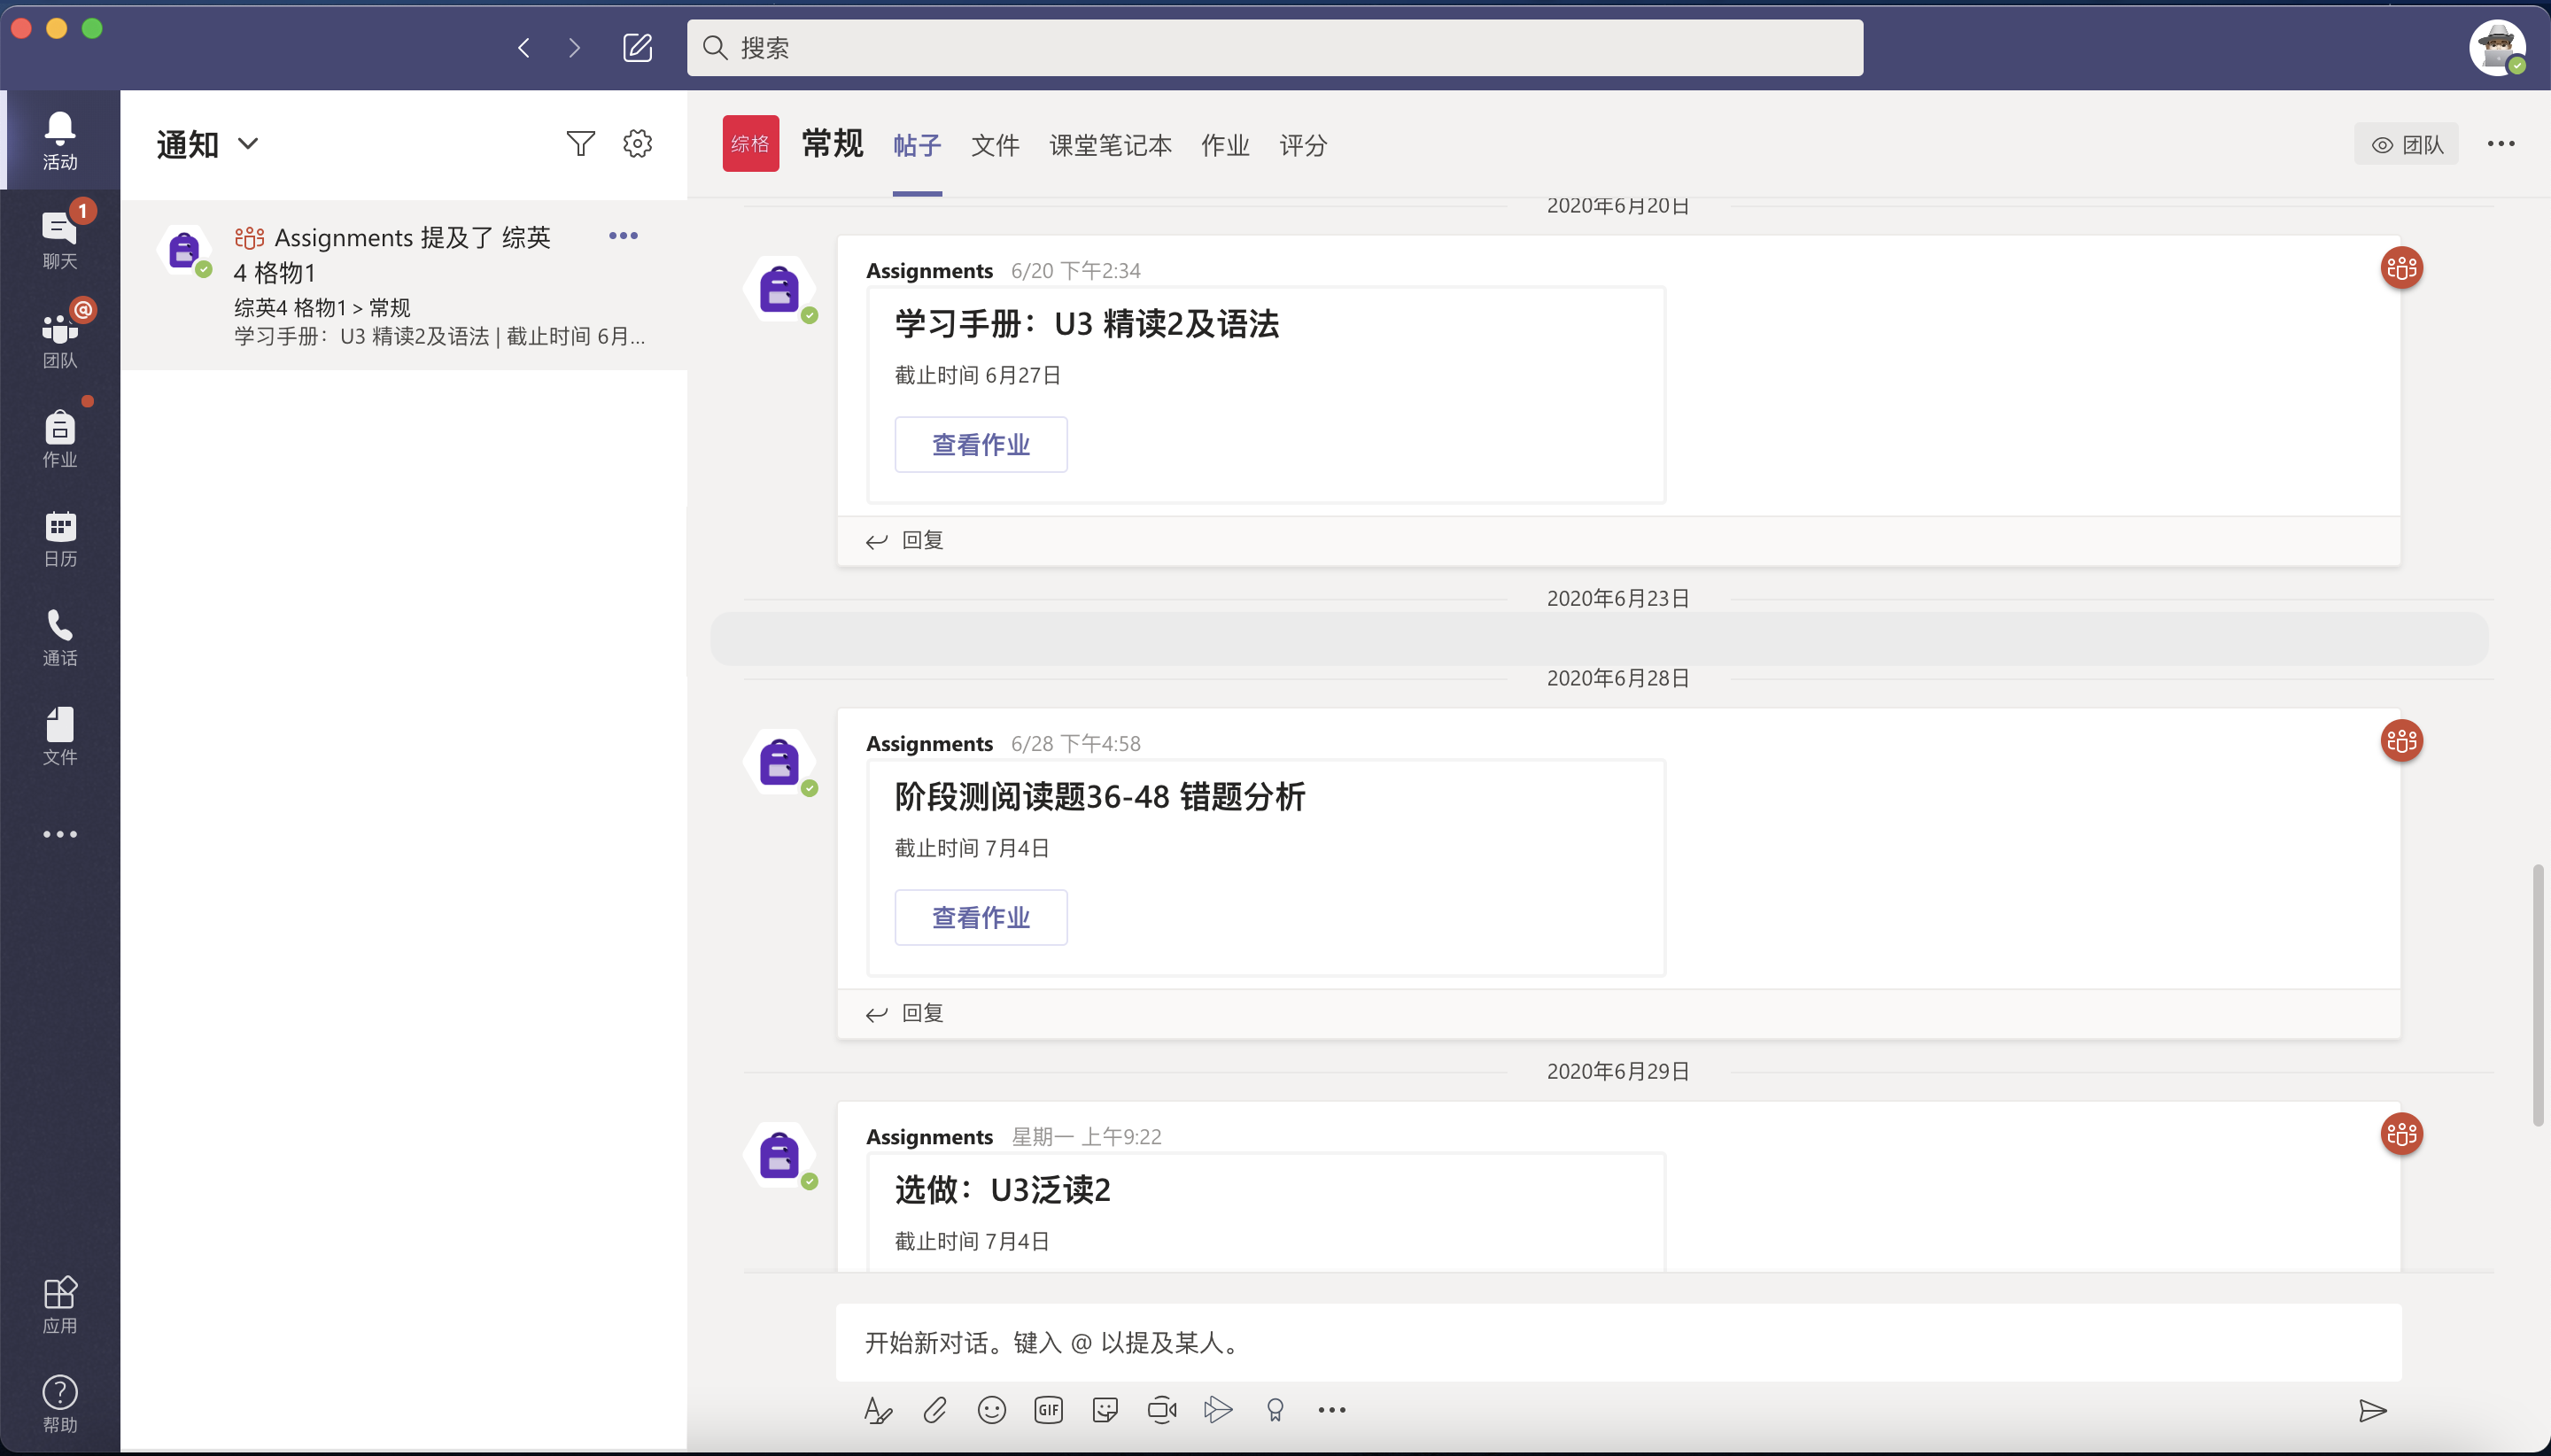 搜索
活动
1
聊天
@
团队
作业
日历
通话
文件
应用
帮助
通知
Assignments 提及了 综英
4 格物1
综英4 格物1 > 常规
学习手册：U3 精读2及语法 | 截止时间 6月...
综格
常规
帖子
文件
课堂笔记本
作业
评分
团队
2020年6月20日
Assignments 6/20 下午2:34
学习手册：U3 精读2及语法
截止时间 6月27日
查看作业
回复
2020年6月23日
2020年6月28日
Assignments 6/28 下午4:58
阶段测阅读题36-48 错题分析
截止时间 7月4日
查看作业
回复
2020年6月29日
Assignments 星期一 上午9:22
选做：U3泛读2
截止时间 7月4日
开始新对话。键入 @ 以提及某人。
GIF